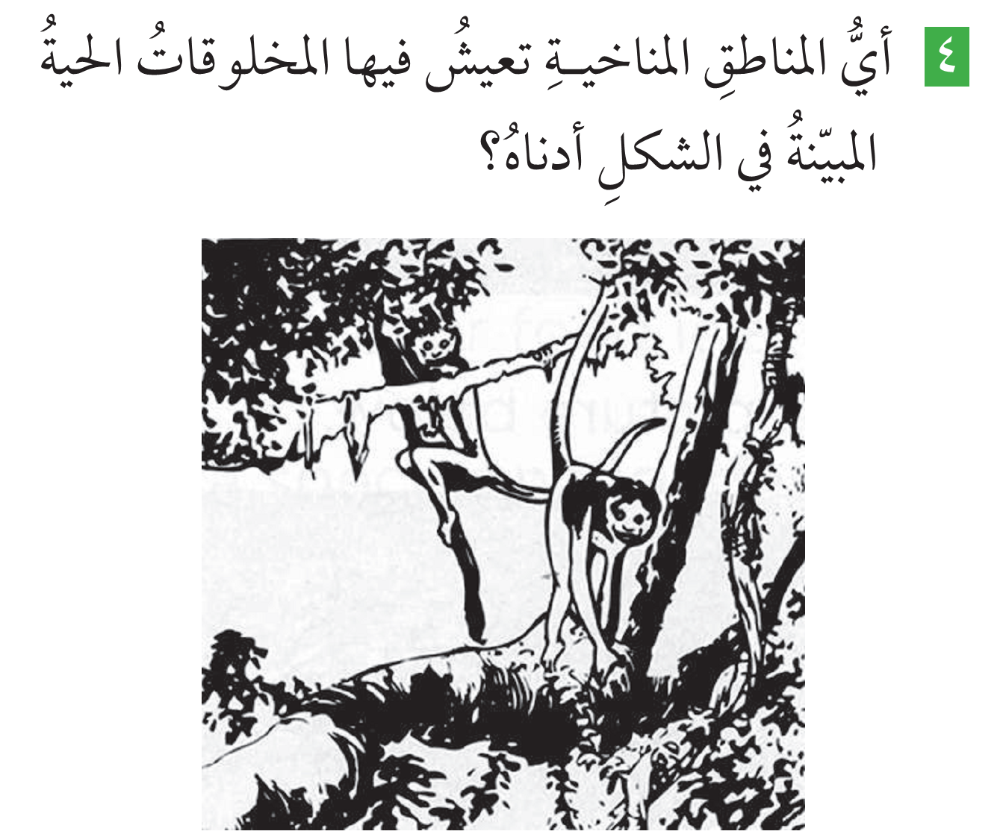 ٤ أيُّ المناطقِ المناخيـةِ تعيشُ فيها المخلوقاتُ الحيةُ
المبيّنةُ في الشكلِ أدناهُ؟